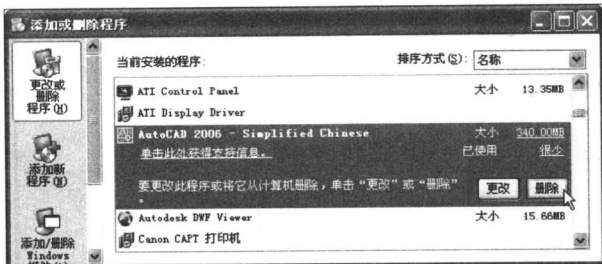 添加或删除程序
更改或
删除
程序(H)
添加新
程序(N)
添加/删除
Windows
当前安装的程序:
排序方式(S): 名称
ATI Control Panel 大小 13.35MB
ATI Display Driver
AutoCAD 2006 - Simplified Chinese 大小 340.00MB
单击此处获得支持信息。 已使用 很少
要更改此程序或将它从计算机删除，单击“更改”或“删除”
。 更改 删除
Autodesk DWF Viewer 大小 15.66MB
Canon CAPT 打印机